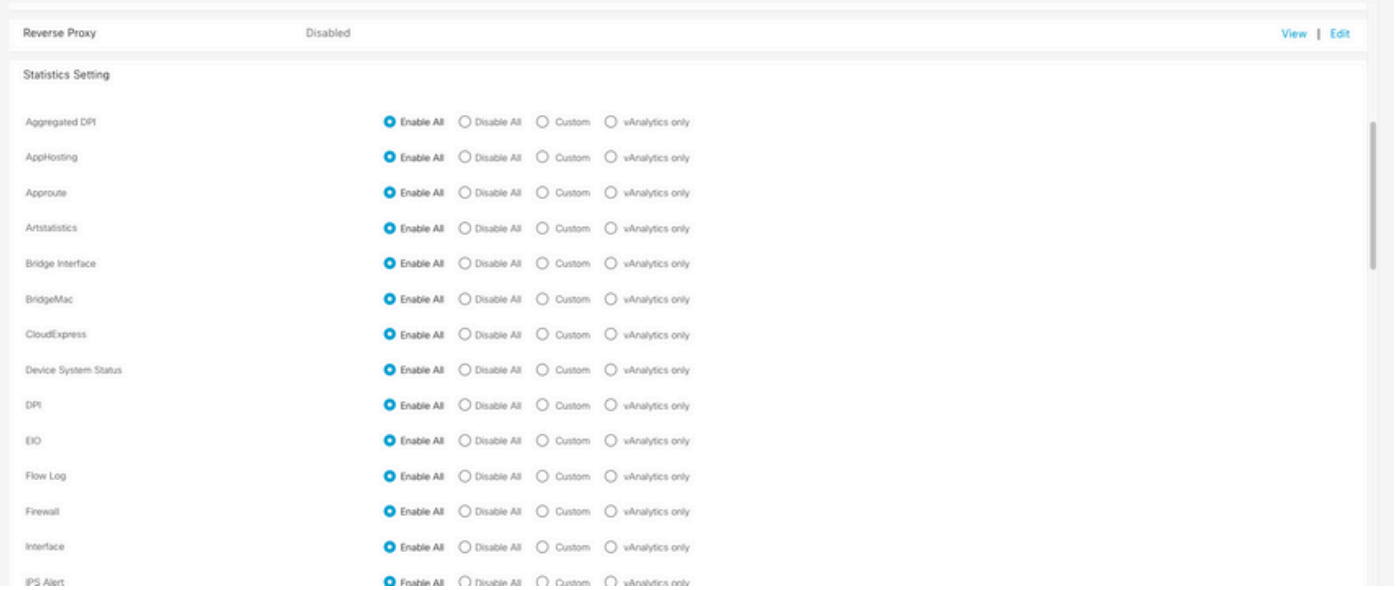 Reverse Proxy Disabled View | Edit
Statistics Setting
Aggregated DPI Enable All Disable All Custom vAnalytics only
AppHosting Enable All Disable All Custom vAnalytics only
Approute Enable All Disable All Custom vAnalytics only
Artstatistics Enable All Disable All Custom vAnalytics only
Bridge Interface Enable All Disable All Custom vAnalytics only
BridgeMac Enable All Disable All Custom vAnalytics only
CloudExpress Enable All Disable All Custom vAnalytics only
Device System Status Enable All Disable All Custom vAnalytics only
DPI Enable All Disable All Custom vAnalytics only
EIO Enable All Disable All Custom vAnalytics only
Flow Log Enable All Disable All Custom vAnalytics only
Firewall Enable All Disable All Custom vAnalytics only
Interface Enable All Disable All Custom vAnalytics only
IPS Alert Enable All Disable All Custom vAnalytics only